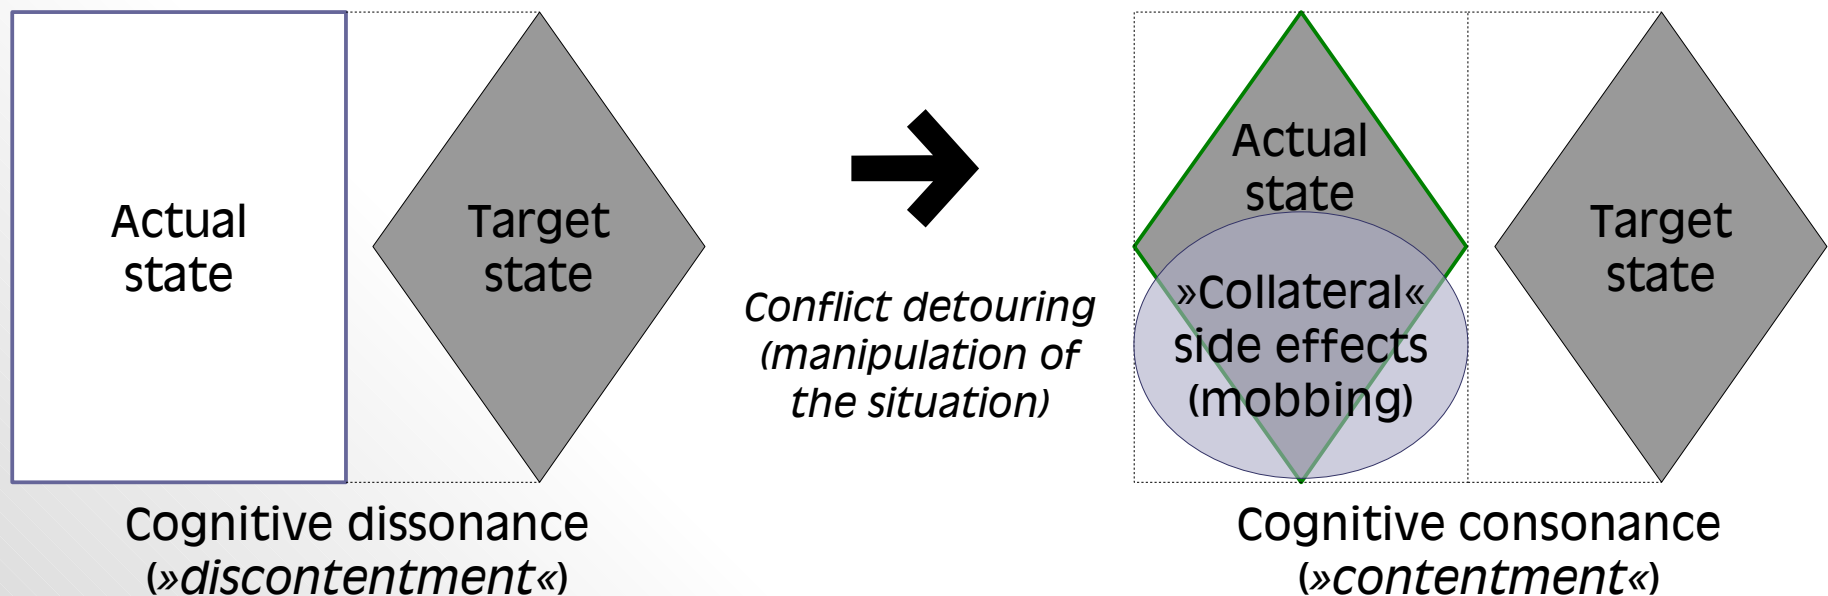 Actual
state
Target
state
Cognitive dissonance
(»discontentment«)
Conflict detouring
(manipulation of
the situation)
Actual
state
»Collateral«
side effects
(mobbing)
Target
state
Cognitive consonance
(»contentment«)